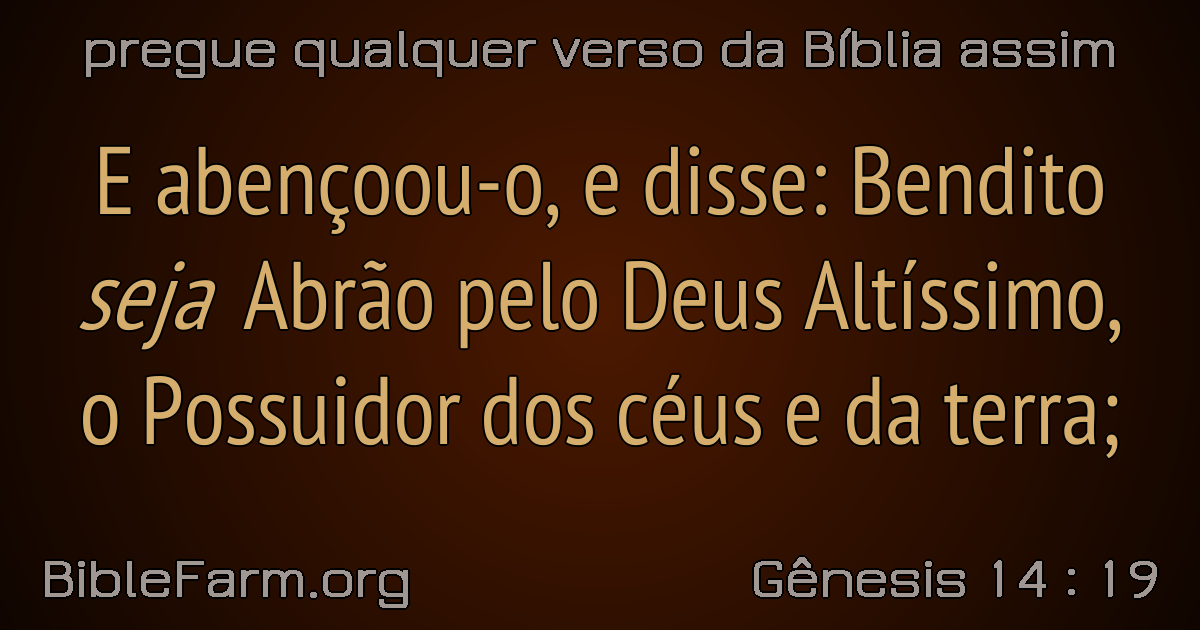 pregue qualquer verso da Bíblia assim
E abençoou-o, e disse: Bendito
seja Abrão pelo Deus Altíssimo,
o Possuidor dos céus e da terra;
BibleFarm.org
Gênesis 14 : 19